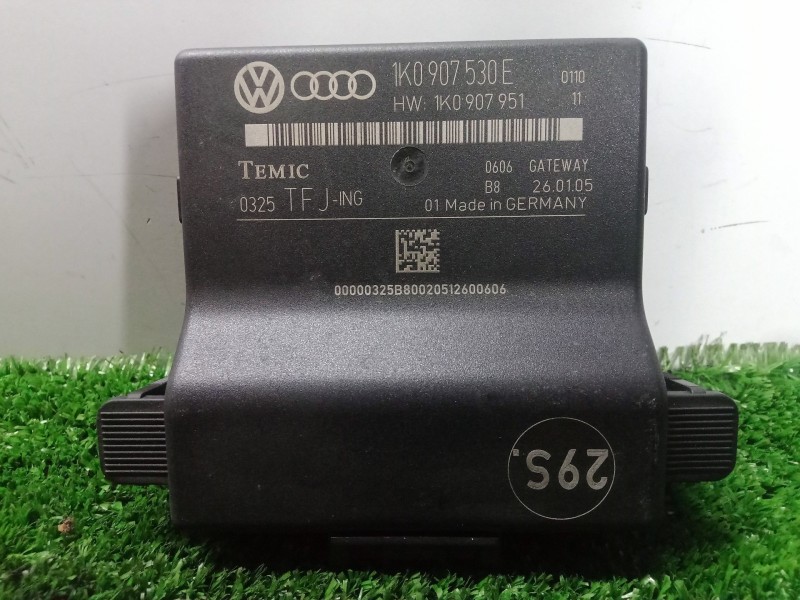 VW 1K0 907 530 E 0110
HW: 1K0 907 951 11
TEMIC 0606 GATEWAY
B8 26.01.05
0325 TFJ-ING 01 Made in GERMANY
00000325B80020512600606
29S.